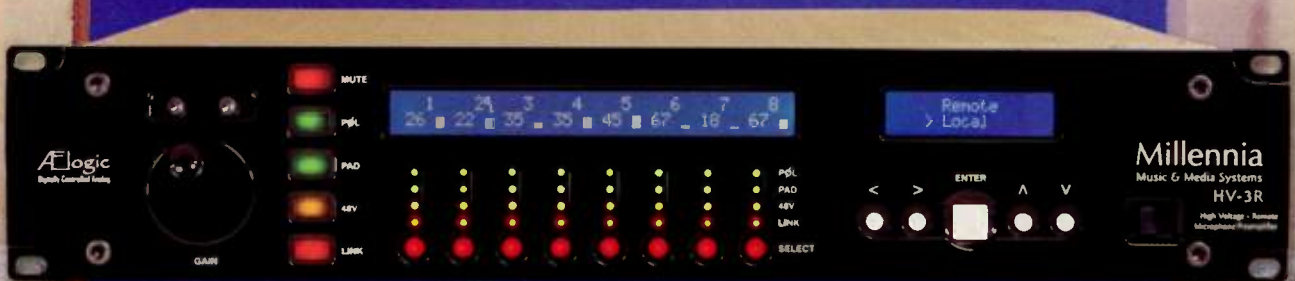 MUTE
PØL
PAD
48V
LINK
GAIN
Æ logic
Digitally Controlled Analog
1 2 3 4 5 6 7 8
26 22 35 35 45 67 18 67
PØL
PAD
48V
LINK
SELECT
Remote
> Local
< > ENTER ∧ ∨
Millennia
Music & Media Systems
HV-3R
High Voltage - Remote
Microphone Preamplifier